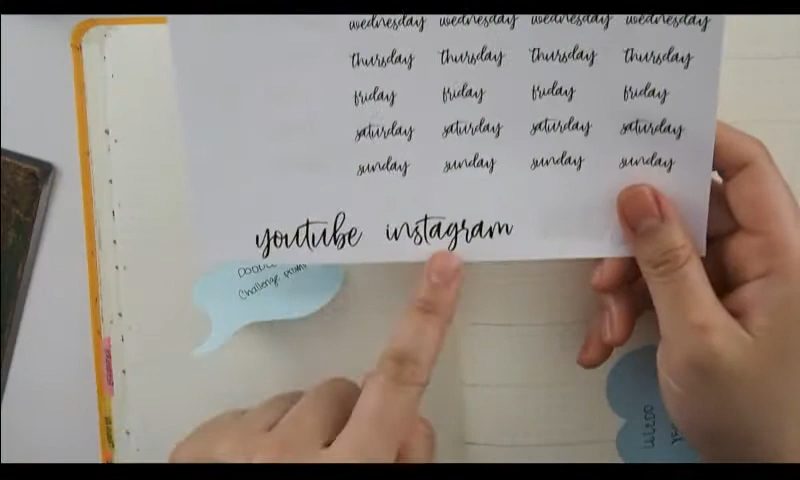 wednesday wednesday wednesday wednesday
thursday thursday thursday thursday
friday friday friday friday
saturday saturday saturday saturday
sunday sunday sunday sunday
youtube instagram
Challenge